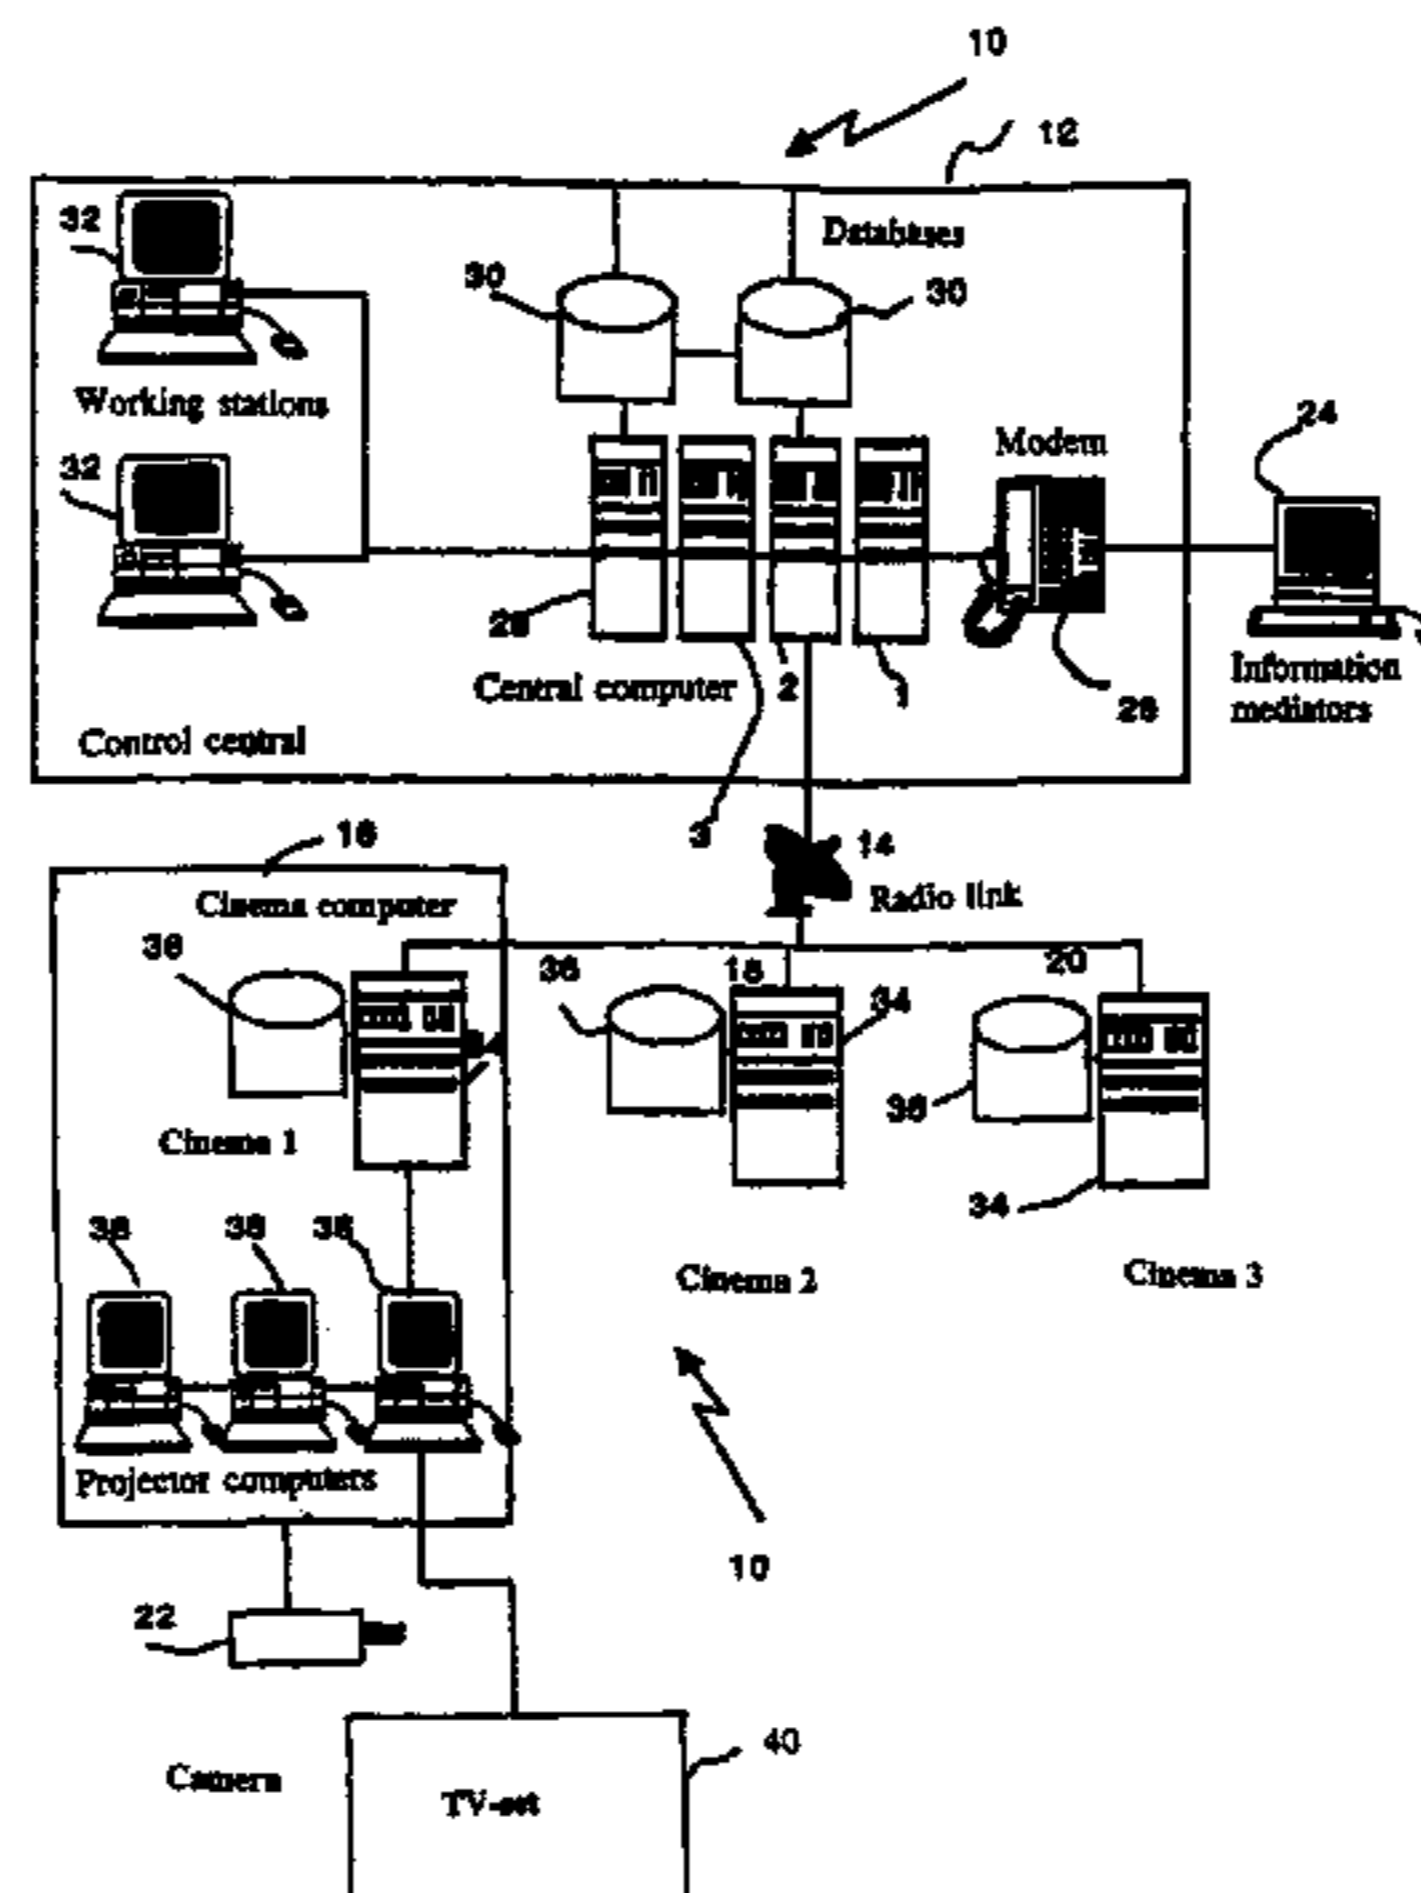 10
12
32
Databases
30
30
Working stations
24
Modem
32
28
2
1
Central computer
26
Information
mediators
Control central
3
16
14
Cinema computer
Radio link
36
36
18
20
34
36
Cinema 1
34
38
38
38
Cinema 2
Cinema 3
Projector computers
10
22
40
Camera
TV-set